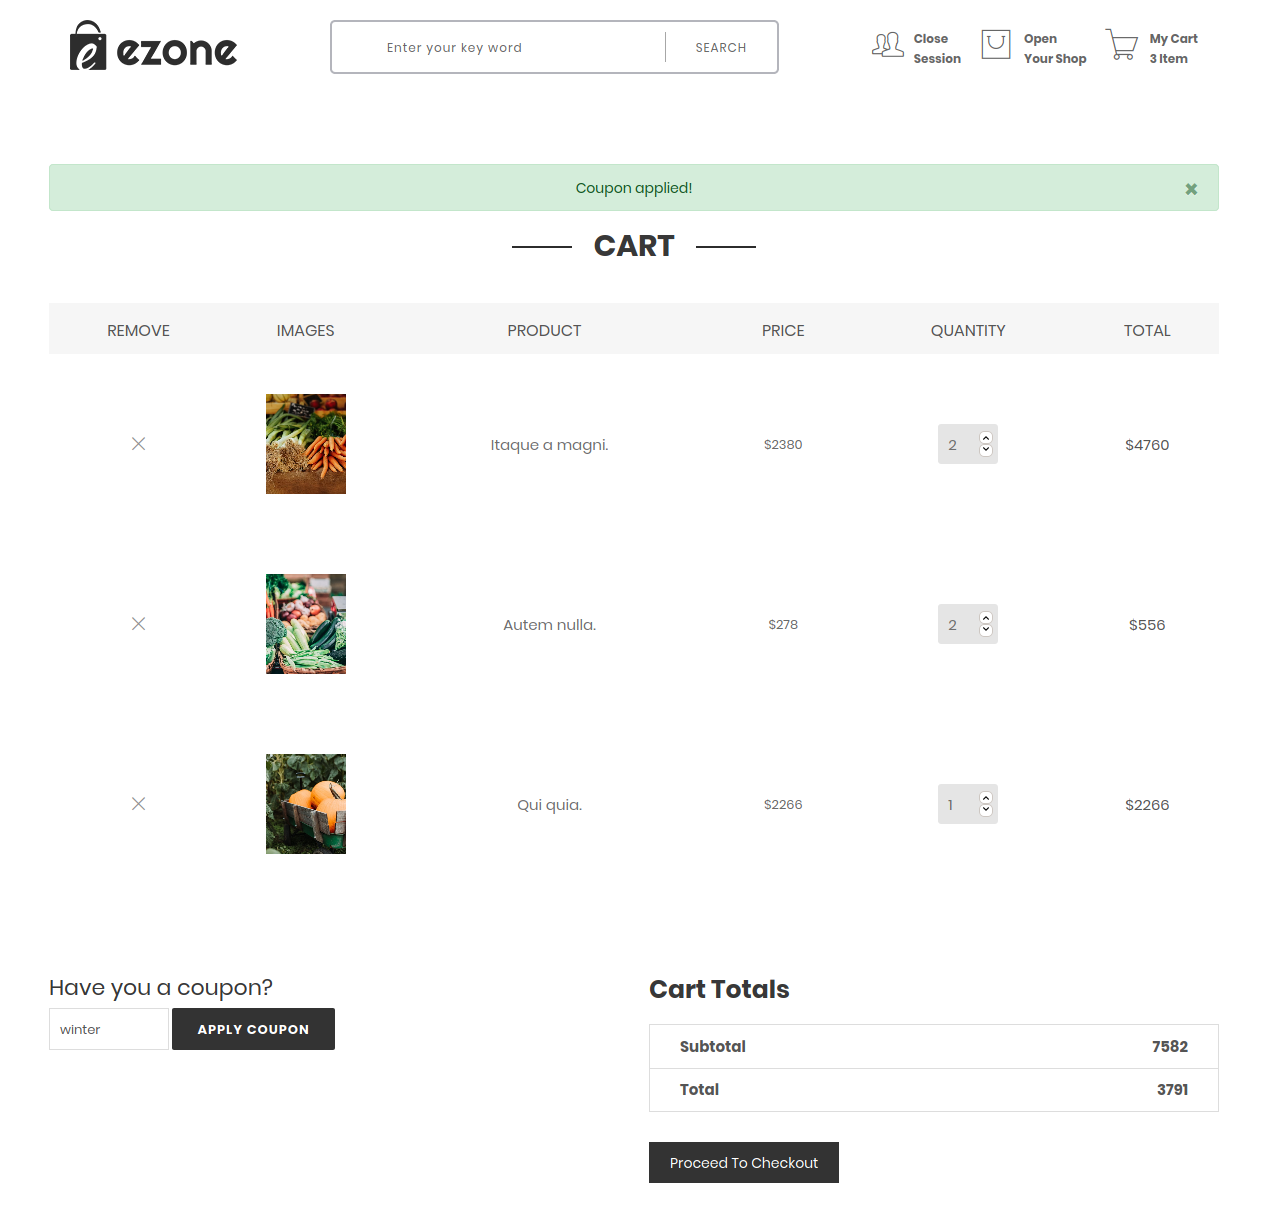 ezone
Enter your key word
SEARCH
Close
Session
Open
Your Shop
My Cart
3 Item
Coupon applied!
×
CART
REMOVE IMAGES PRODUCT PRICE QUANTITY TOTAL
Itaque a magni. $2380 2 $4760
Autem nulla. $278 2 $556
Qui quia. $2266 1 $2266
Have you a coupon?
winter APPLY COUPON
Cart Totals
Subtotal 7582
Total 3791
Proceed To Checkout